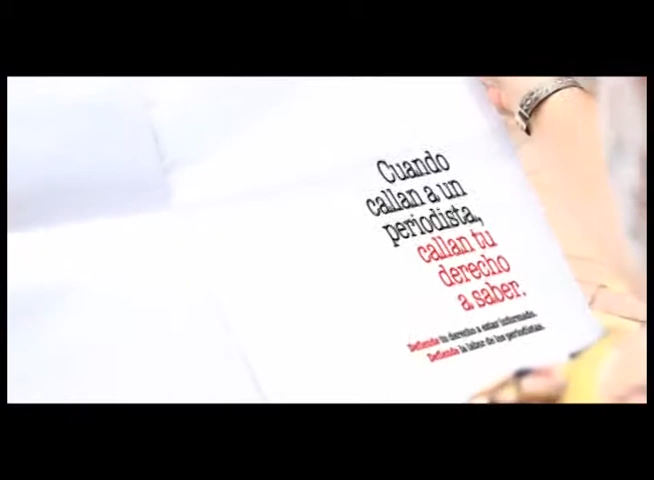 Cuando
callan a un
periodista,
callan tu
derecho
a saber.
Defiende tu derecho a estar informado.
Defiende la labor de los periodistas.